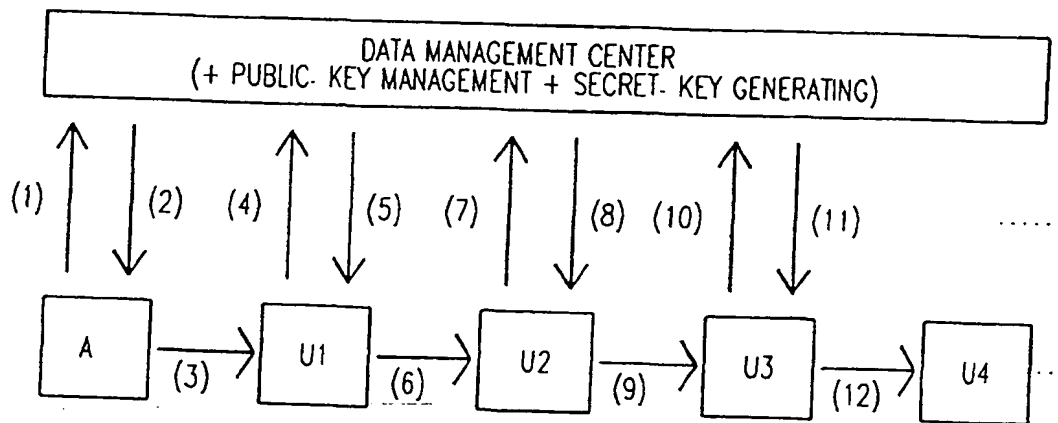 DATA MANAGEMENT CENTER
(+ PUBLIC- KEY MANAGEMENT + SECRET- KEY GENERATING)
(1) (2) (4) (5) (7) (8) (10) (11) .....
A U1 U2 U3 U4 ..
(3) (6) (9) (12)